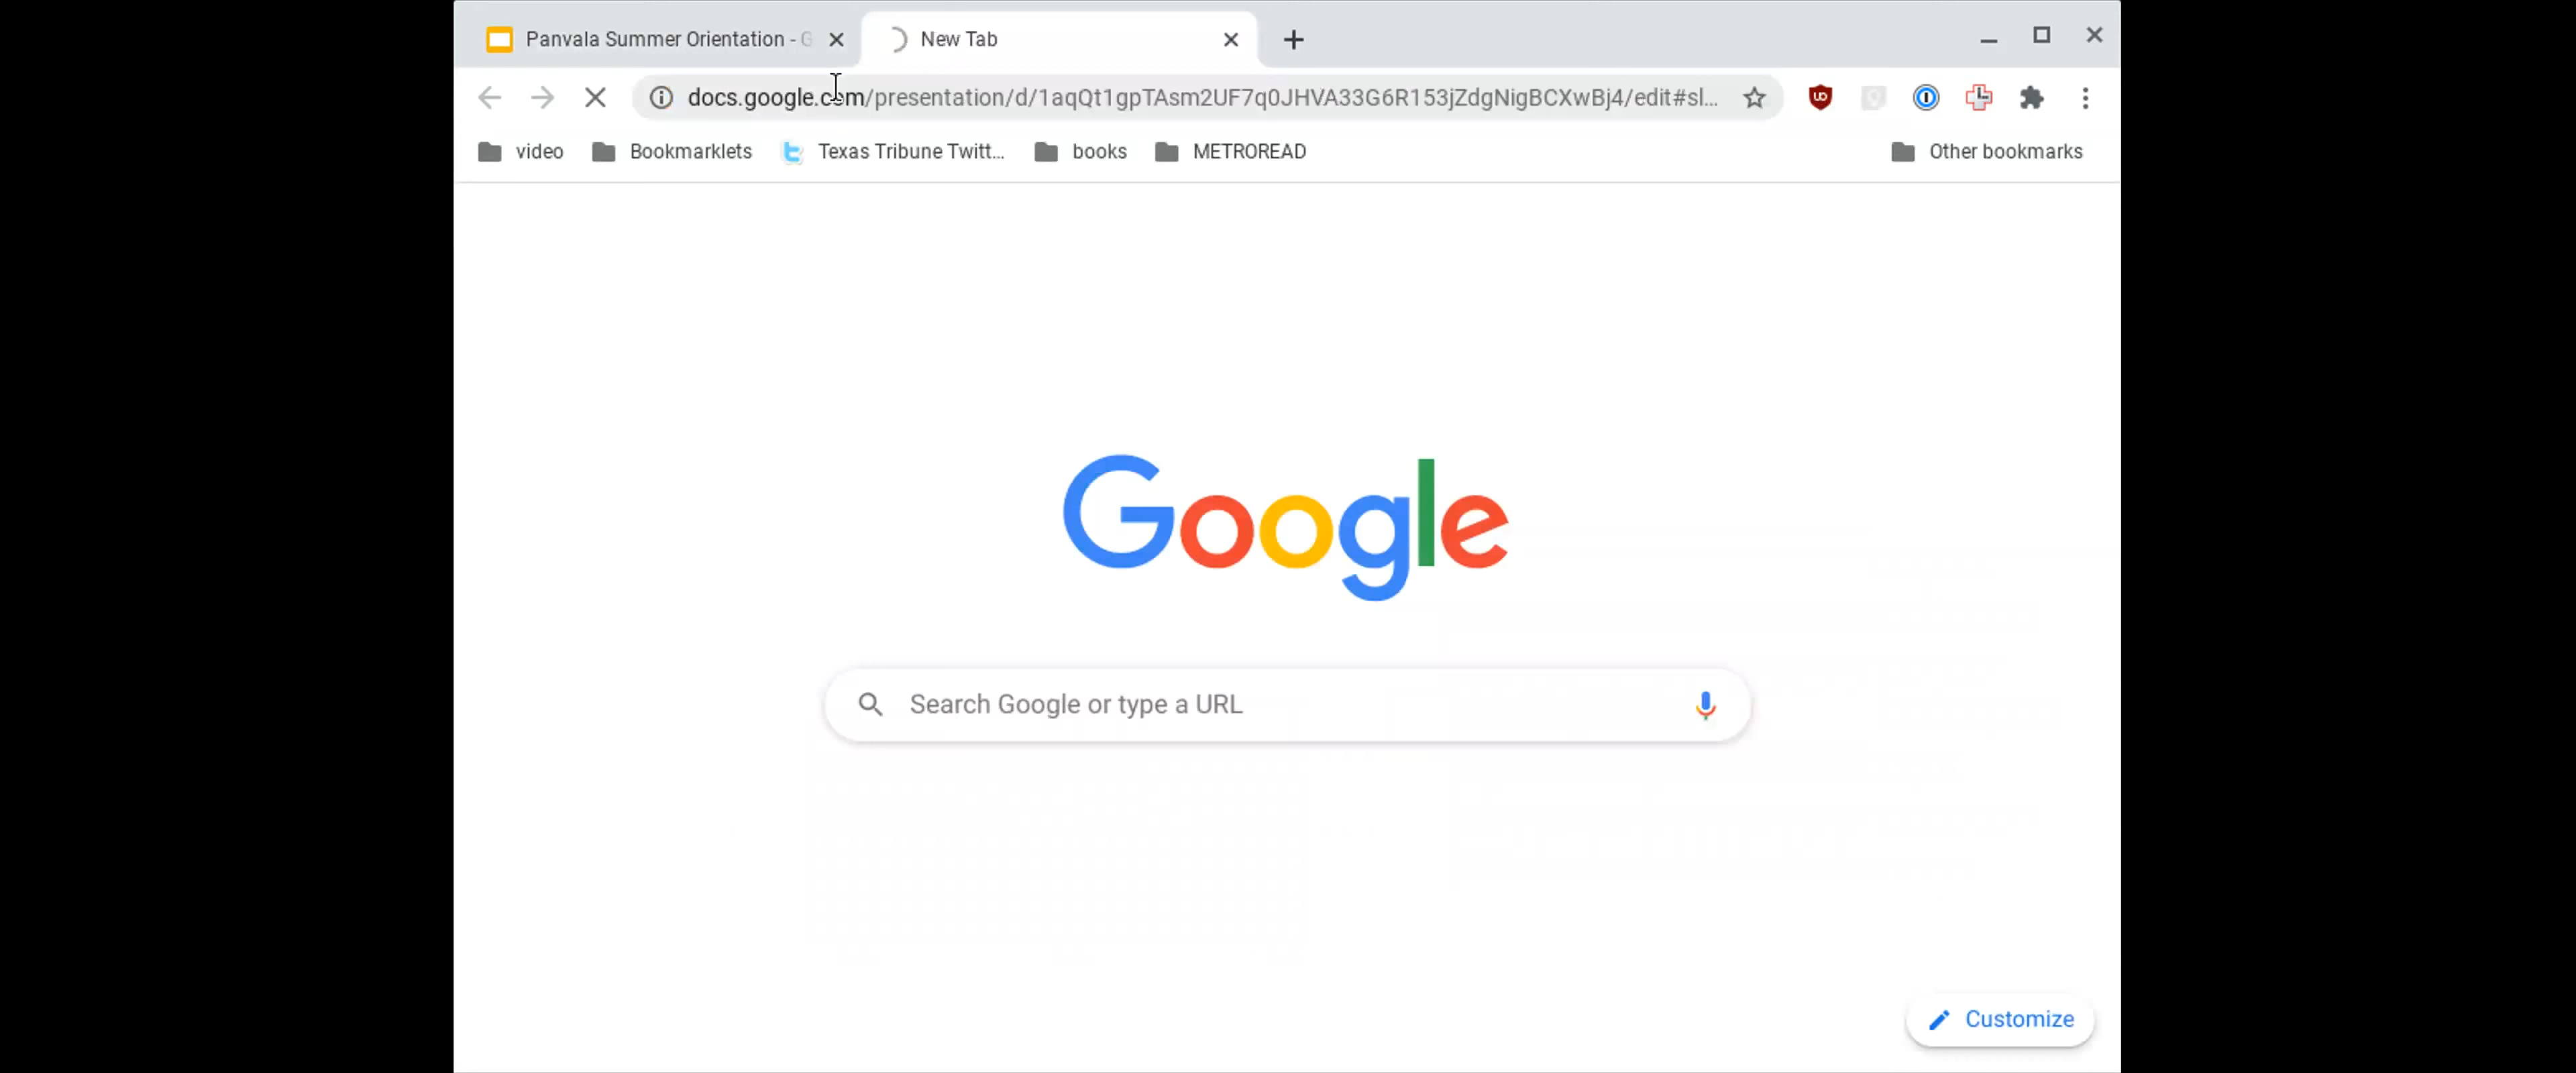 Panvala Summer Orientation - G
New Tab
docs.google.com/presentation/d/1aqQt1gpTAsm2UF7q0JHVA33G6R153jZdgNigBCXwBj4/edit#sl...
video
Bookmarklets
Texas Tribune Twitt...
books
METROREAD
Other bookmarks
Google
Search Google or type a URL
Customize